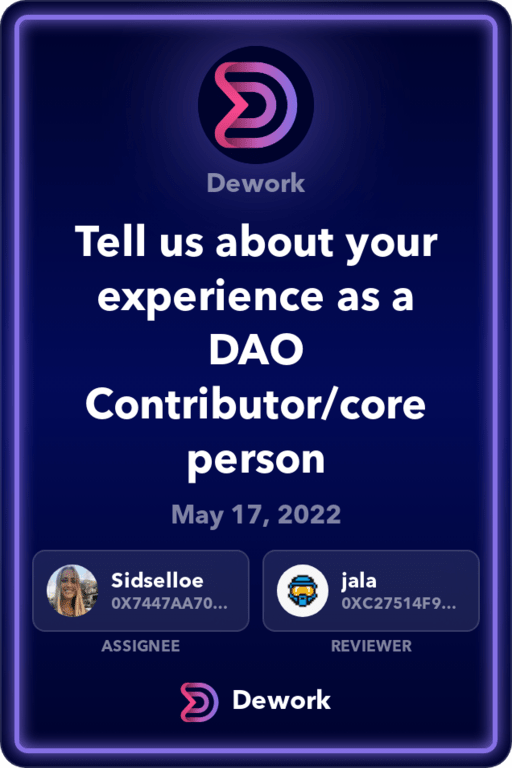 Dework
Tell us about your
experience as a
DAO
Contributor/core
person
May 17, 2022
Sidselloe
0X7447AA70...
ASSIGNEE
jala
0XC27514F9...
REVIEWER
Dework